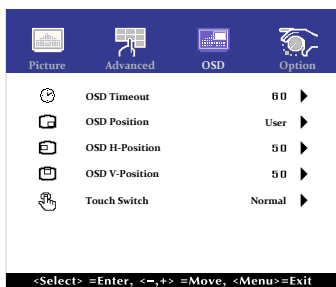 Picture Advanced OSD Option
OSD Timeout 60
OSD Position User
OSD H-Position 50
OSD V-Position 50
Touch Switch Normal
<Select> =Enter, <−,+> =Move, <Menu>=Exit